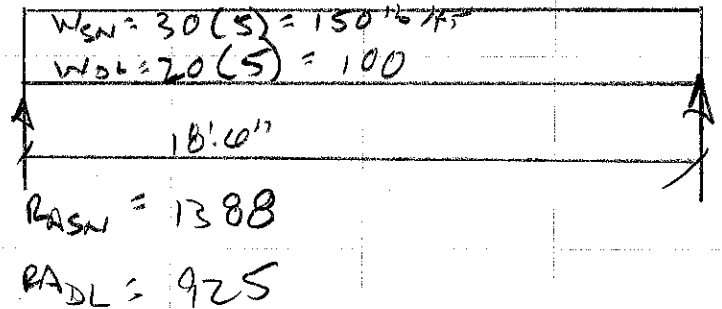 WSN = 30(5) = 150 lb/ft
WDL = 20(5) = 100
18'.6"
RASN = 1388
RADL = 925